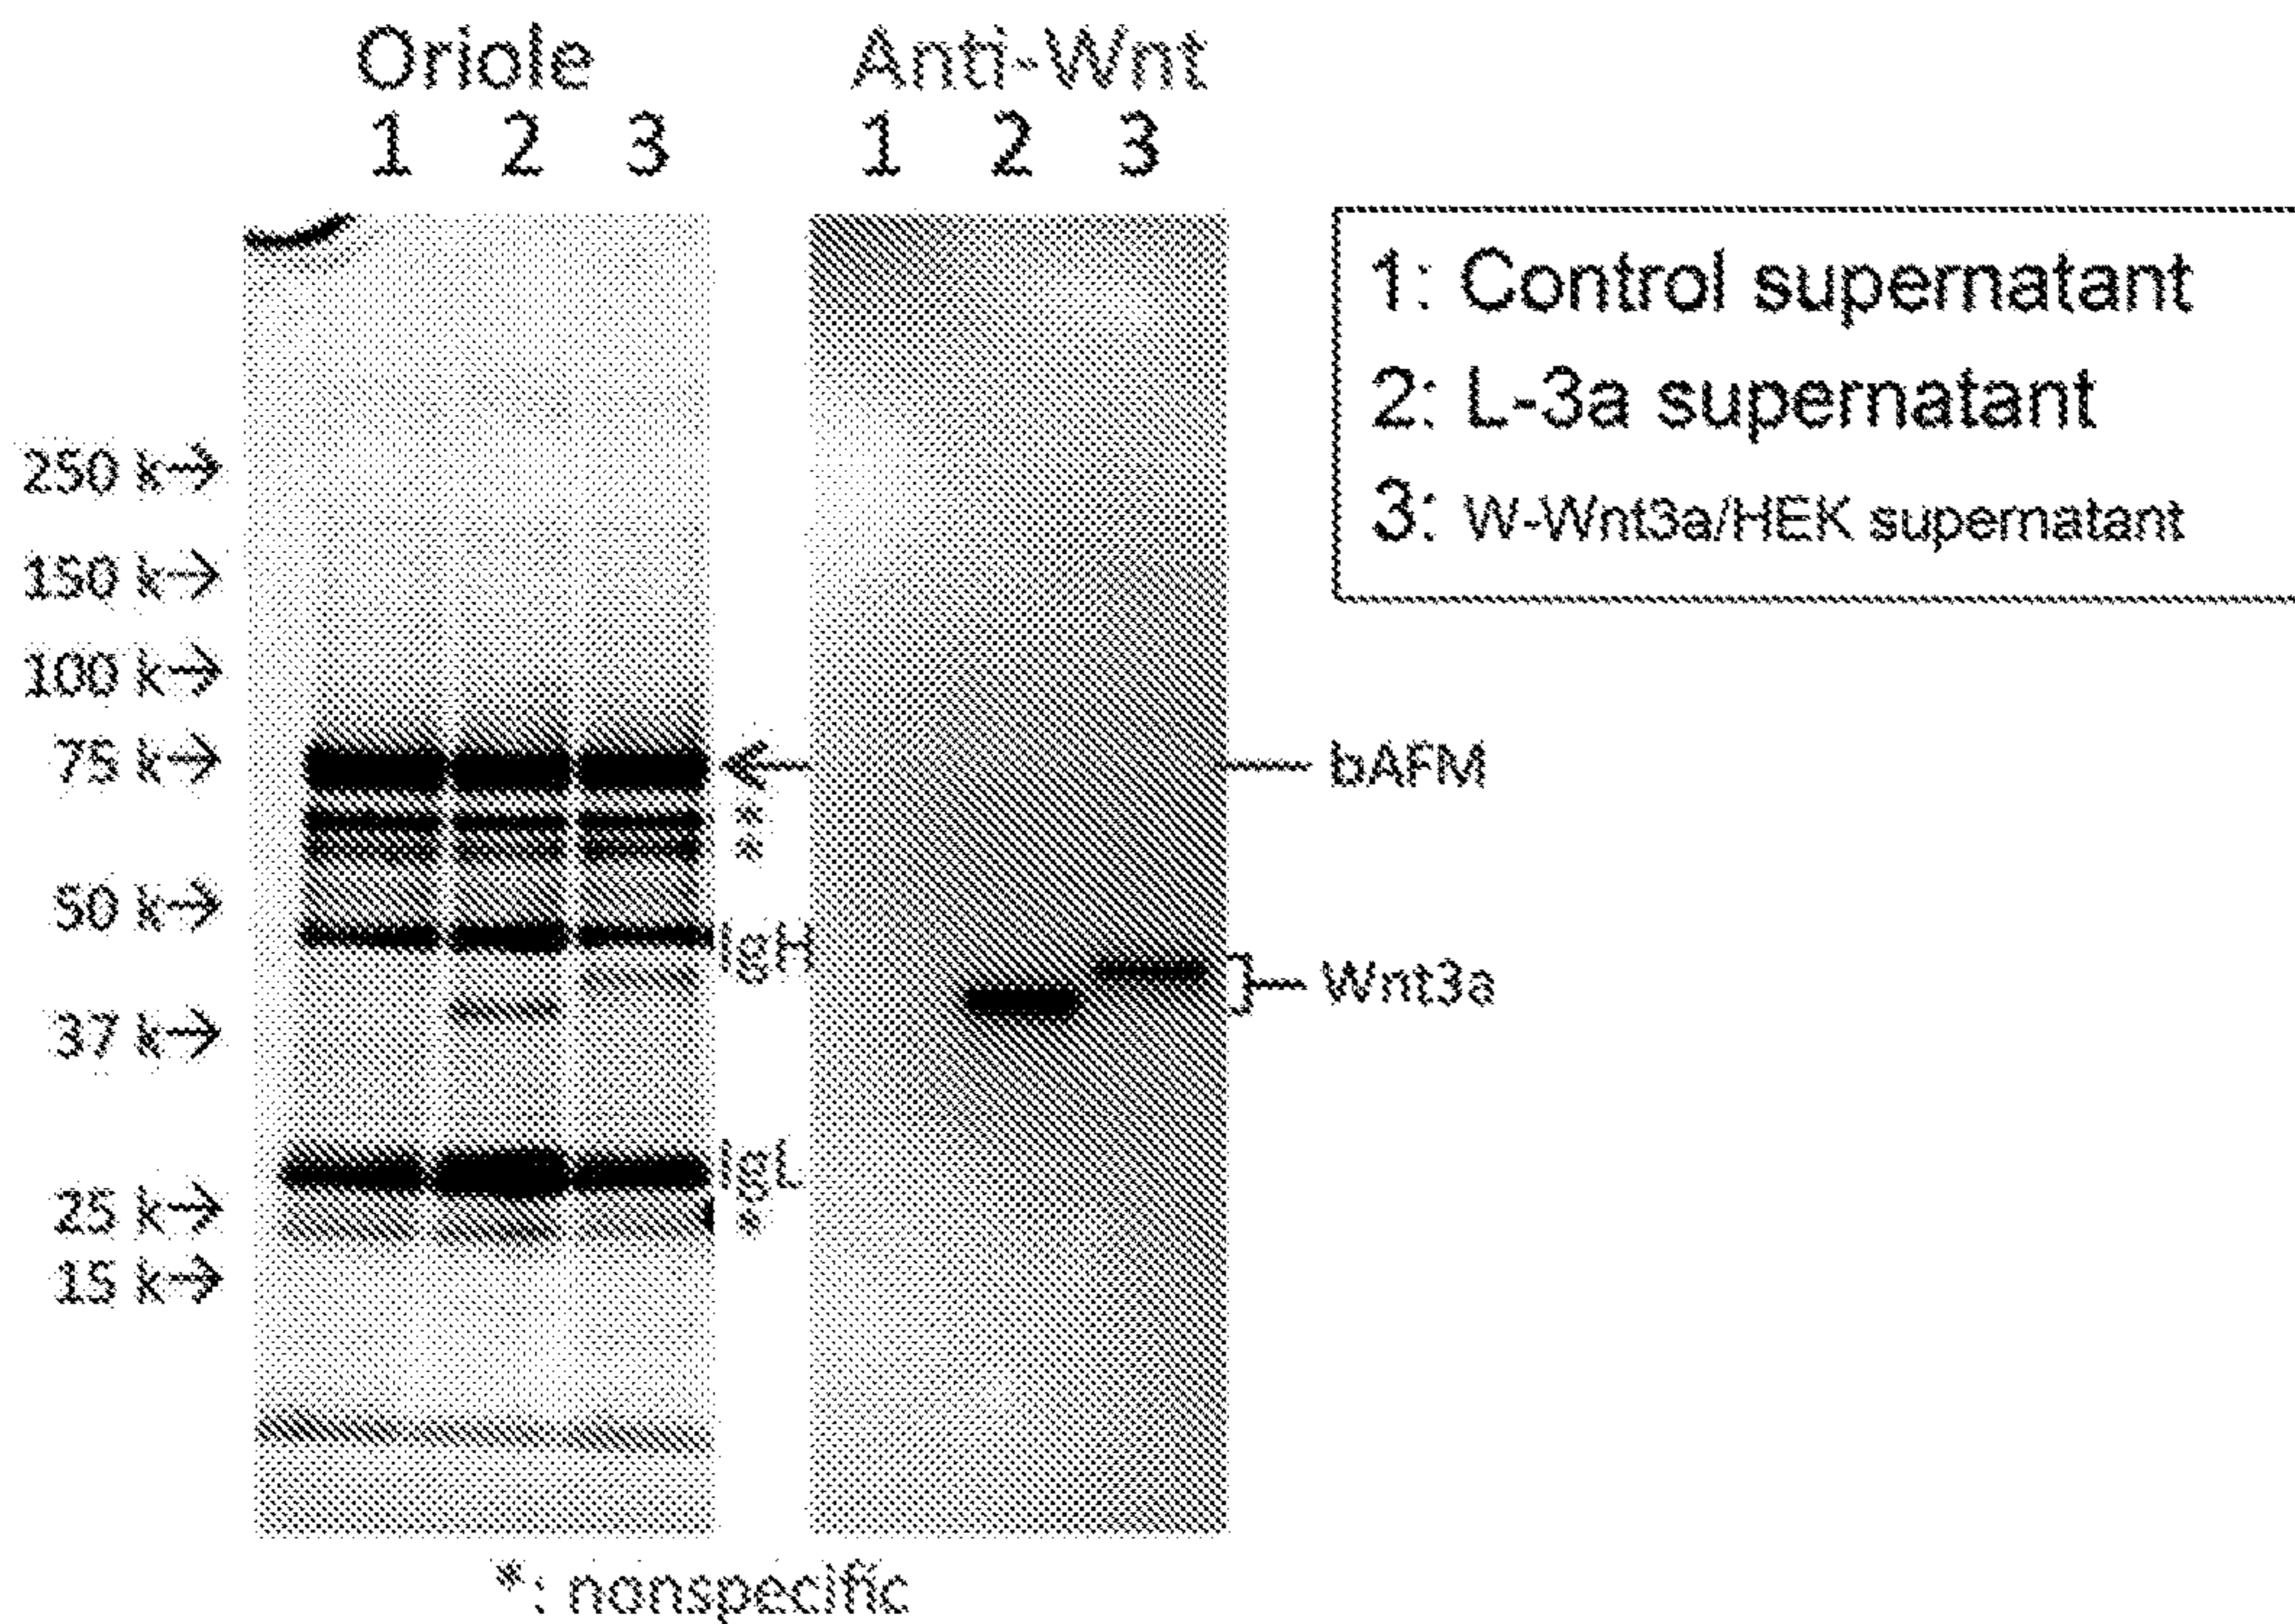 Oriole Anti-Wnt
1 2 3 1 2 3
1: Control supernatant
2: L-3a supernatant
3: W-Wnt3a/HEK supernatant
250 k→
150 k→
100 k→
75 k→
bAFM
*
*
50 k→
IgH
Wnt3a
37 k→
IgL
25 k→
*
15 k→
*: nonspecific